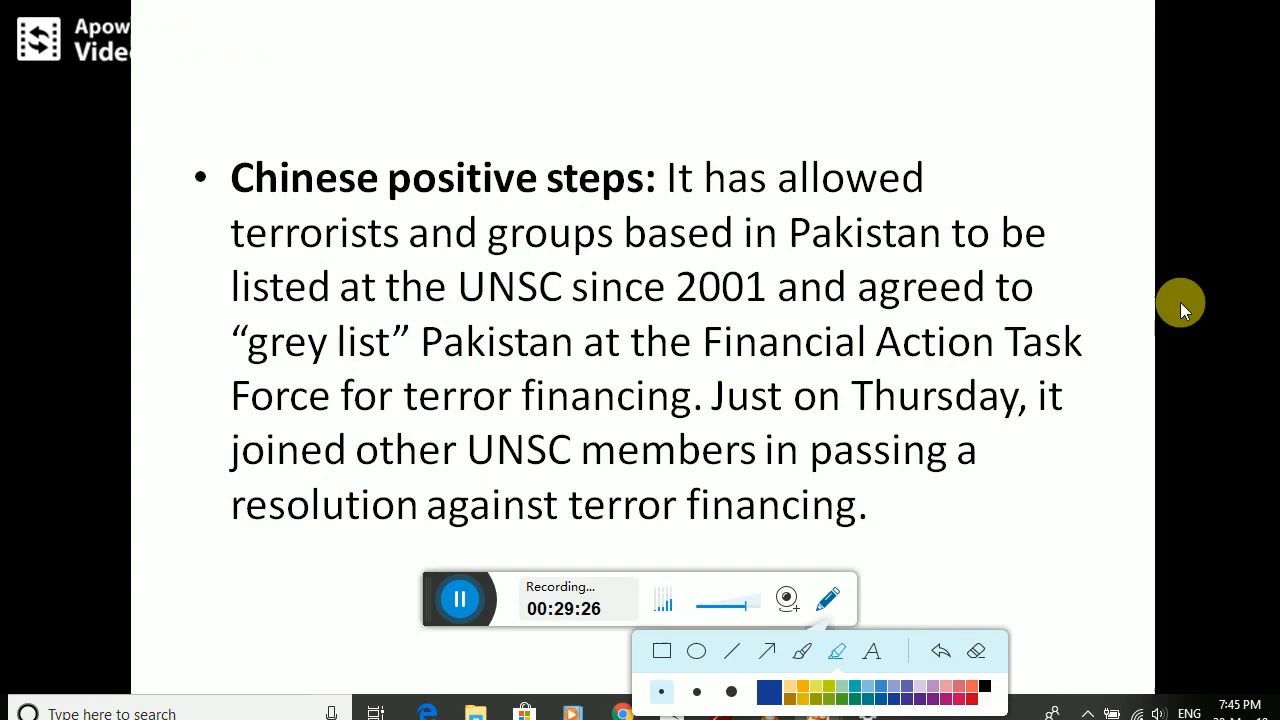 Apow
Vide
• Chinese positive steps: It has allowed
terrorists and groups based in Pakistan to be
listed at the UNSC since 2001 and agreed to
“grey list” Pakistan at the Financial Action Task
Force for terror financing. Just on Thursday, it
joined other UNSC members in passing a
resolution against terror financing.
Recording...
00:29:26
A
Type here to search
ENG
7:45 PM